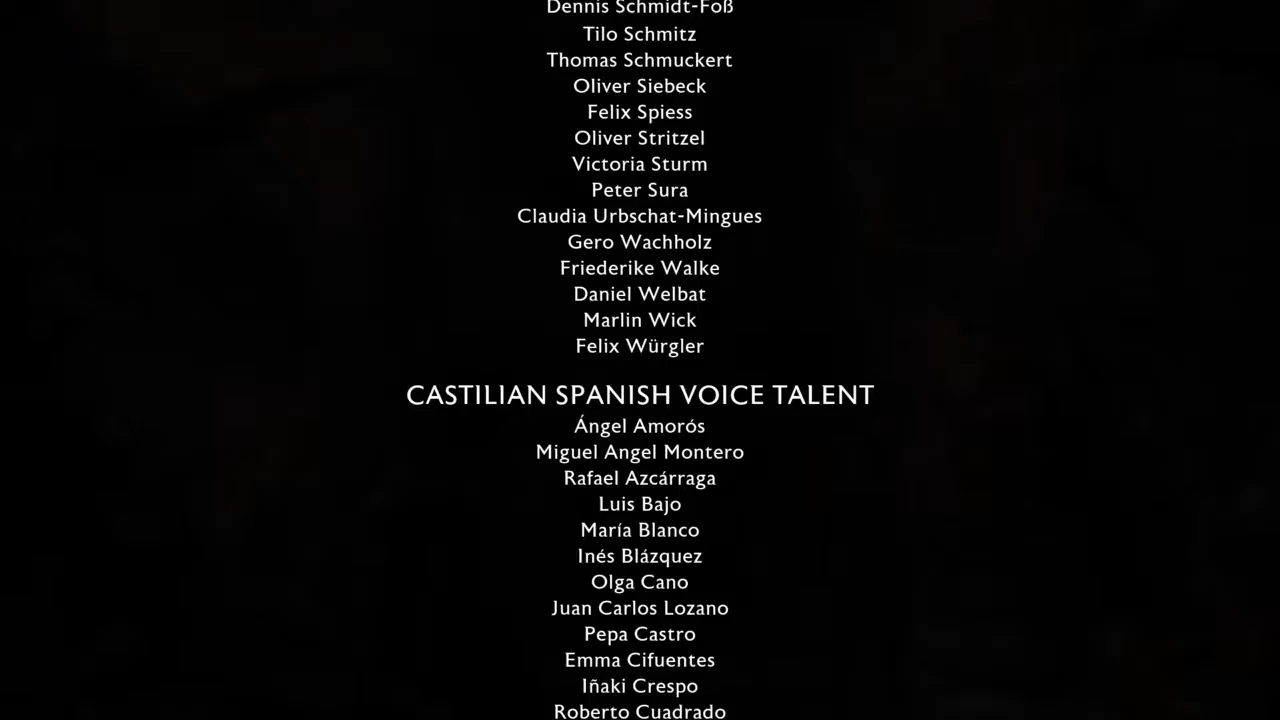 Dennis Schmidt-Foß
Tilo Schmitz
Thomas Schmuckert
Oliver Siebeck
Felix Spiess
Oliver Stritzel
Victoria Sturm
Peter Sura
Claudia Urbschat-Mingues
Gero Wachholz
Friederike Walke
Daniel Welbat
Marlin Wick
Felix Würgler
CASTILIAN SPANISH VOICE TALENT
Ángel Amorós
Miguel Angel Montero
Rafael Azcárraga
Luis Bajo
María Blanco
Inés Blázquez
Olga Cano
Juan Carlos Lozano
Pepa Castro
Emma Cifuentes
Iñaki Crespo
Roberto Cuadrado